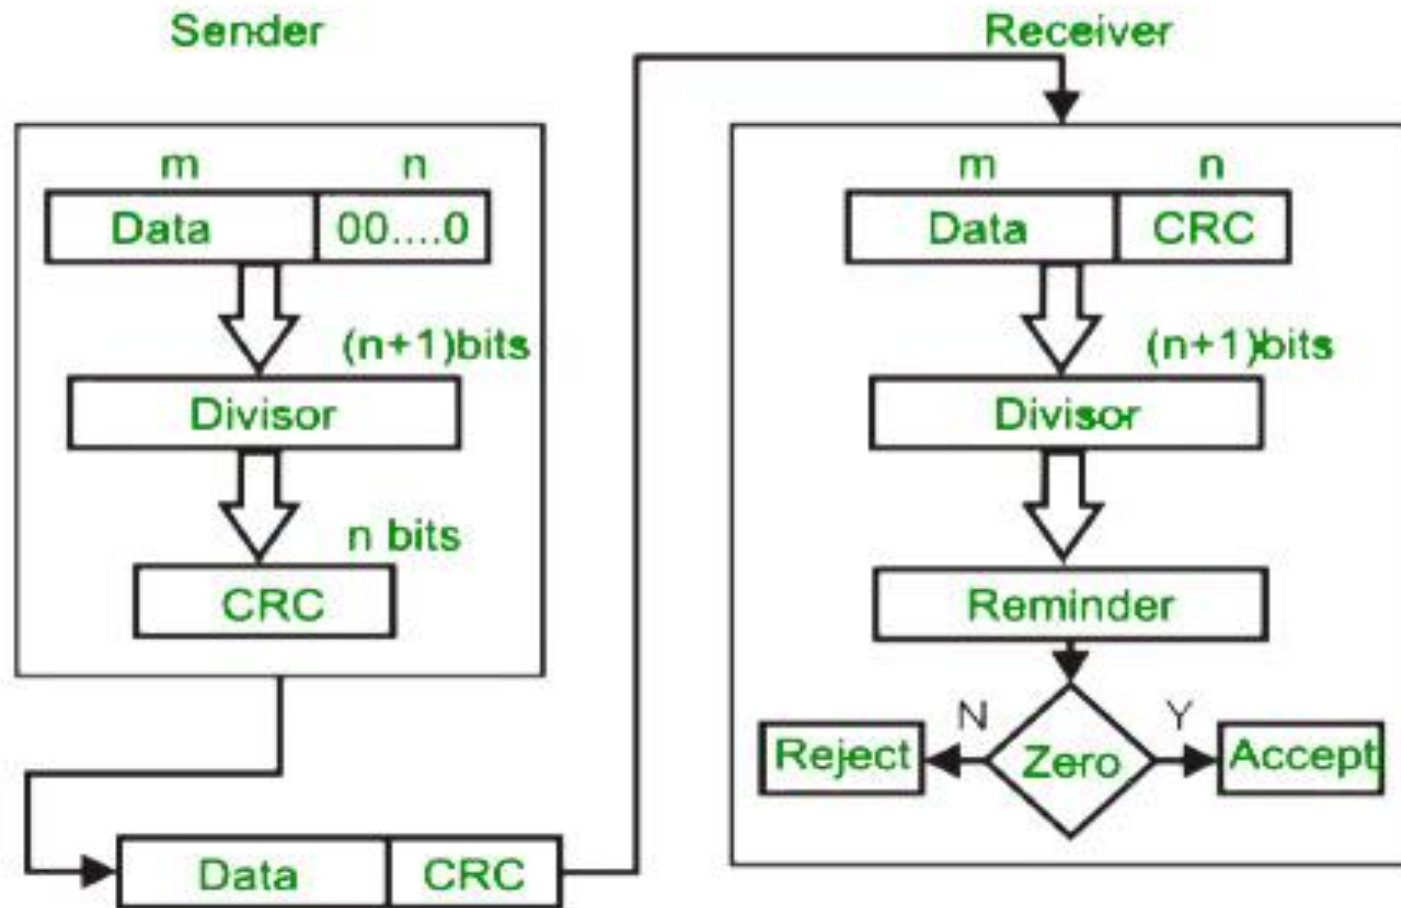 Sender
m n
Data 00....0
(n+1)bits
Divisor
n bits
CRC
Data CRC
Receiver
m n
Data CRC
(n+1)bits
Divisor
Reminder
N Y
Reject Zero Accept